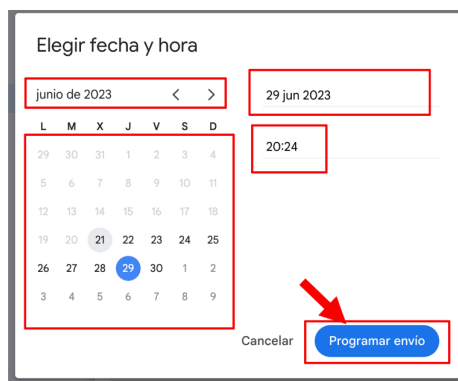 Elegir fecha y hora
junio de 2023 < >
29 jun 2023
20:24
L M X J V S D
29 30 31 1 2 3 4
5 6 7 8 9 10 11
12 13 14 15 16 17 18
19 20 21 22 23 24 25
26 27 28 29 30 1 2
3 4 5 6 7 8 9
Cancelar Programar envío